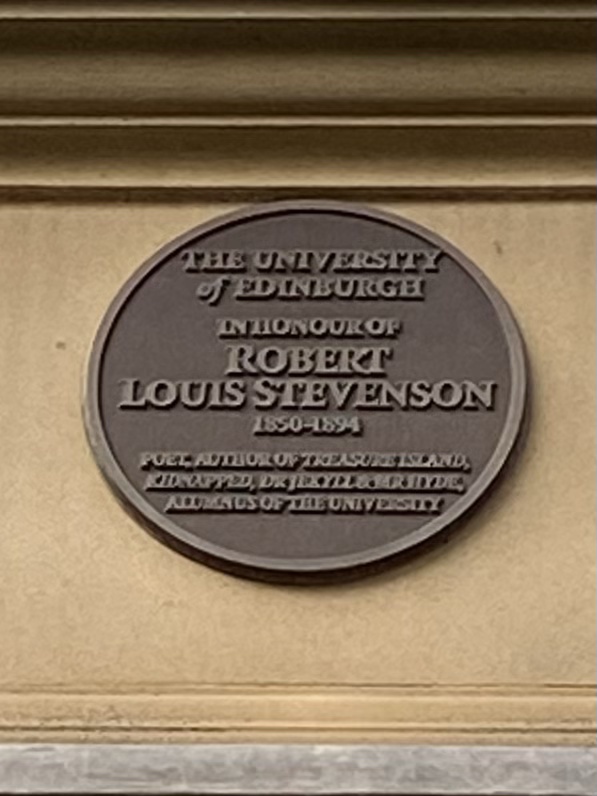 THE UNIVERSITY
of EDINBURGH
IN HONOUR OF
ROBERT
LOUIS STEVENSON
1850-1894
POET, AUTHOR OF TREASURE ISLAND,
KIDNAPPED, DR JEKYLL & MR HYDE,
ALUMNUS OF THE UNIVERSITY